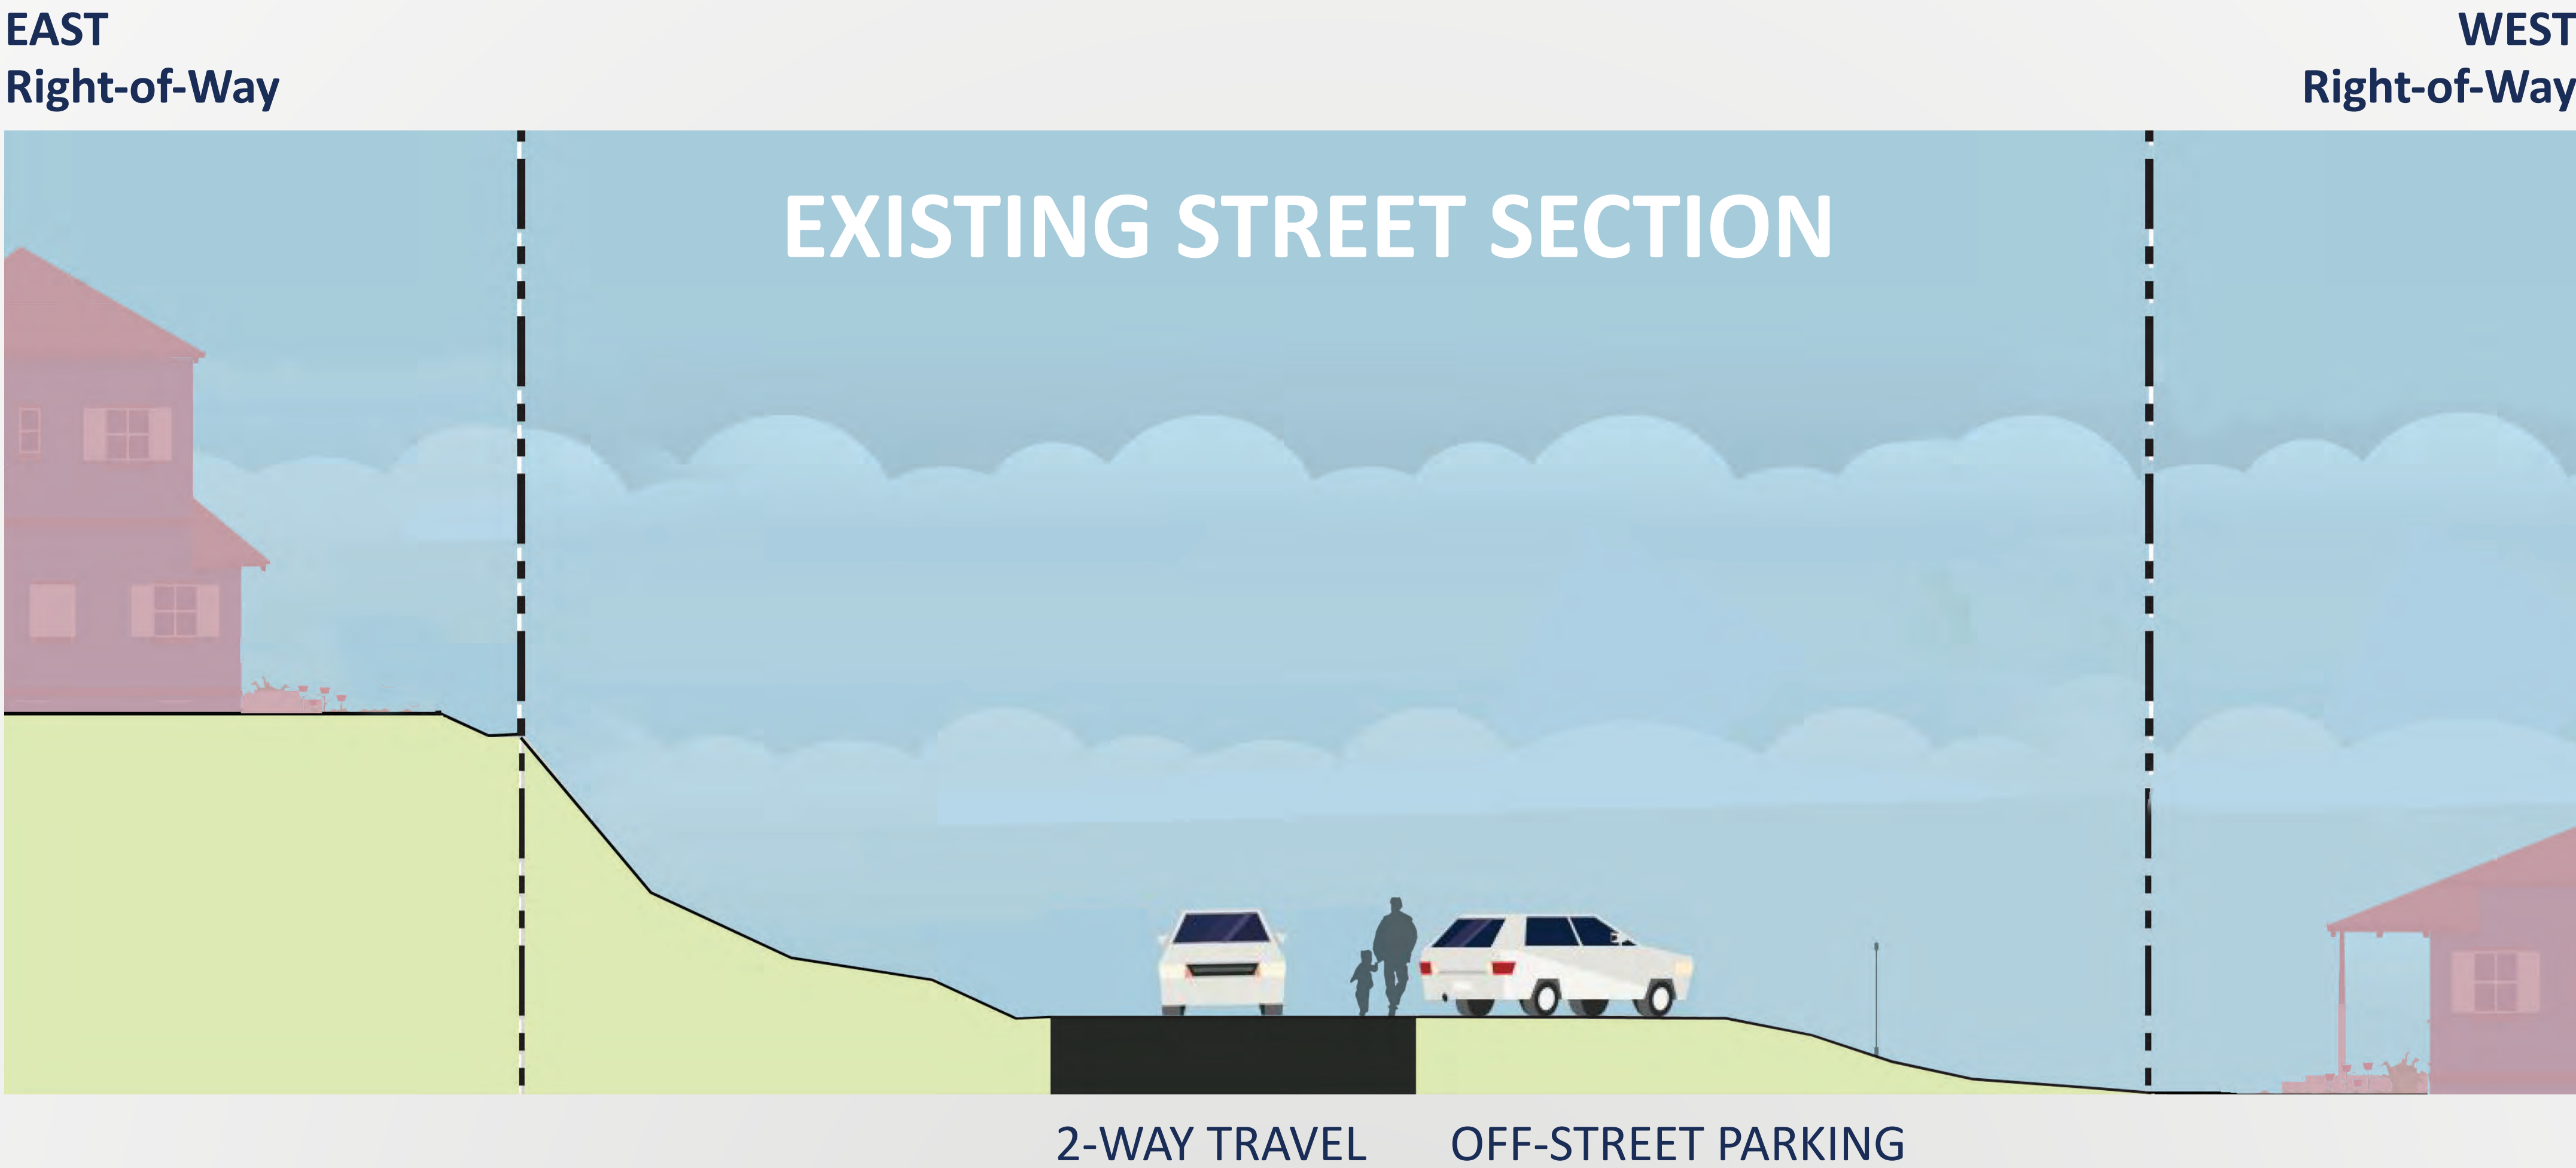 EAST
Right-of-Way
WEST
Right-of-Way
EXISTING STREET SECTION
2-WAY TRAVEL
OFF-STREET PARKING